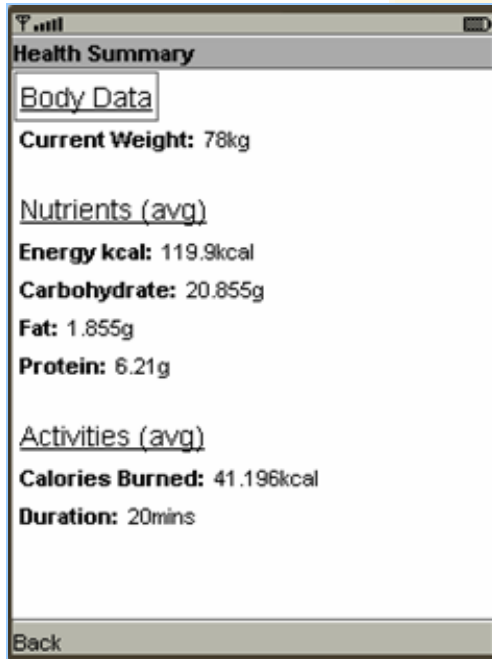 Health Summary
Body Data
Current Weight: 78kg
Nutrients (avg)
Energy kcal: 119.9kcal
Carbohydrate: 20.855g
Fat: 1.855g
Protein: 6.21g
Activities (avg)
Calories Burned: 41.196kcal
Duration: 20mins
Back